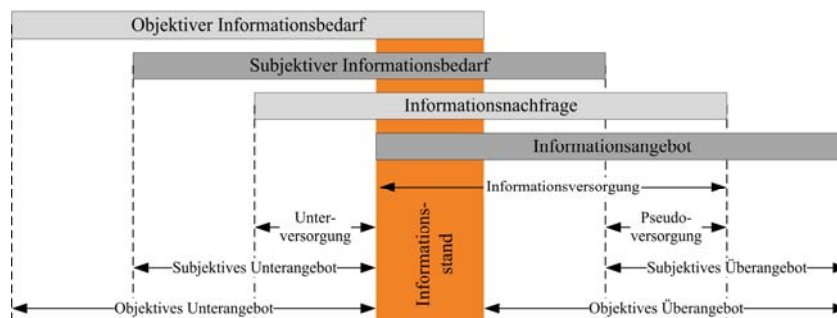 Objektiver Informationsbedarf
Subjektiver Informationsbedarf
Informationsnachfrage
Informationsangebot
Informationsversorgung
Unter-
versorgung
Informations-
stand
Pseudo-
versorgung
Subjektives Unterangebot
Subjektives Überangebot
Objektives Unterangebot
Objektives Überangebot